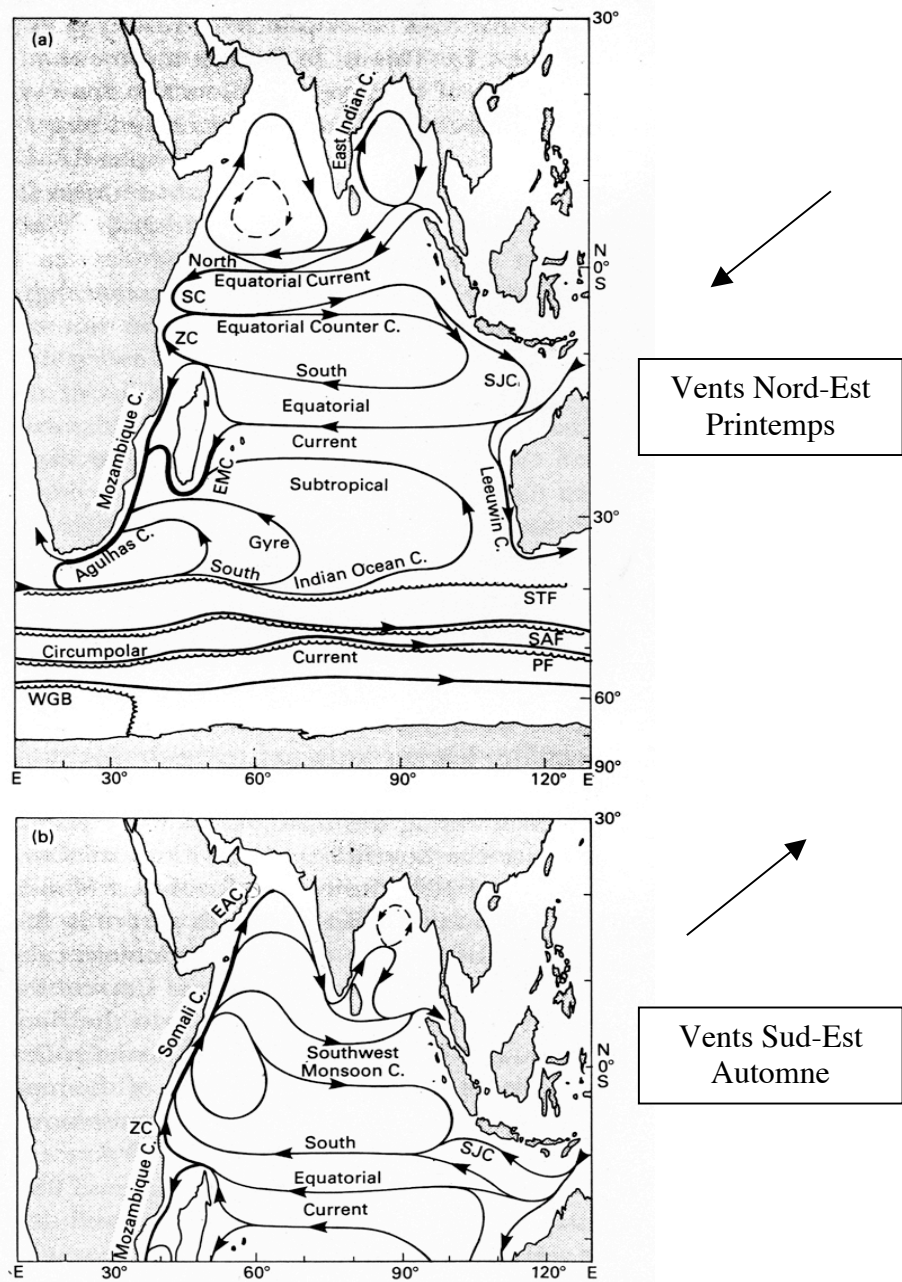 (a)
30°
East Indian C.
N
0°
S
North
Equatorial Current
SC
Equatorial Counter C.
ZC
South
SJC
Equatorial
Current
Mozambique C.
EMC
Subtropical
Leeuwin C.
30°
Gyre
Agulhas C.
South
Indian Ocean C.
STF
SAF
Circumpolar
Current
PF
WGB
60°
90°
E
30°
60°
90°
120°
E
Vents Nord-Est
Printemps
(b)
30°
EAC
Somali C.
Southwest
Monsoon C.
N
0°
S
ZC
South
SJC
Equatorial
Current
Mozambique C.
E
30°
60°
90°
120°
E
Vents Sud-Est
Automne